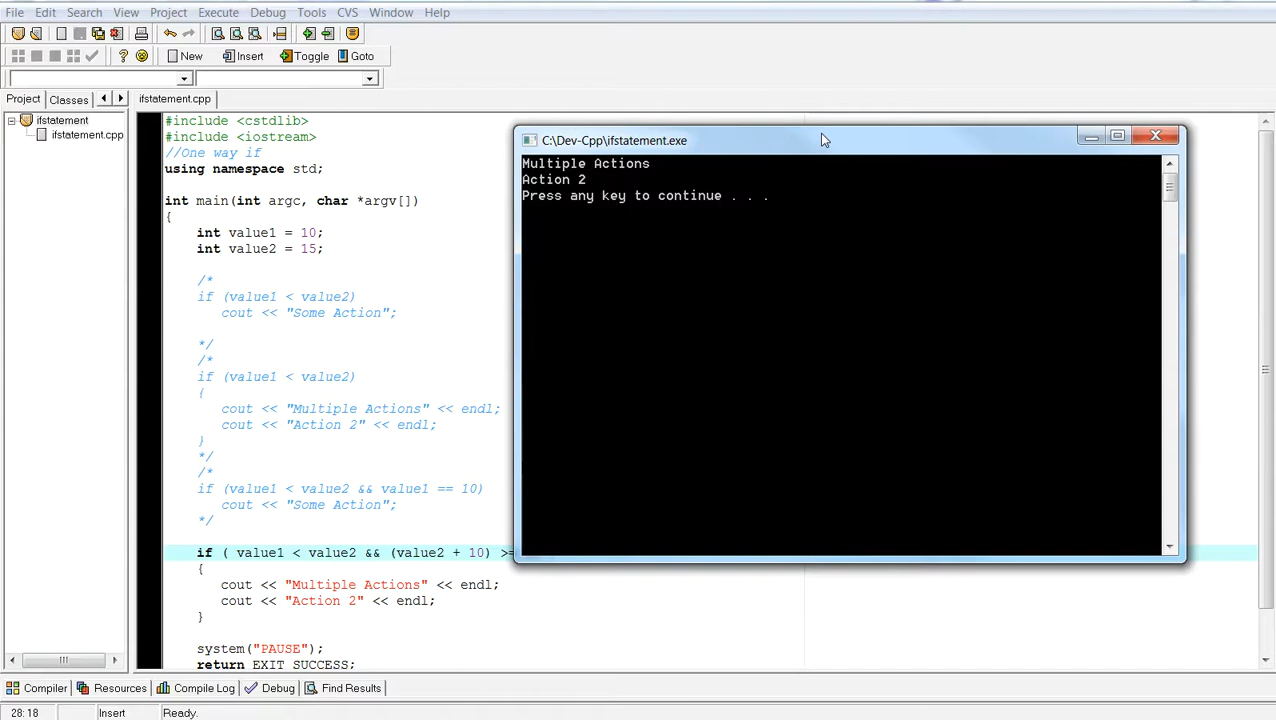 File Edit Search View Project Execute Debug Tools CVS Window Help
New Insert Toggle Goto
Project Classes ifstatement.cpp
ifstatement
ifstatement.cpp
#include <cstdlib>
#include <iostream>
//One way if
using namespace std;
int main(int argc, char *argv[])
{
int value1 = 10;
int value2 = 15;
/*
if (value1 < value2)
cout << "Some Action";
*/
/*
if (value1 < value2)
{
cout << "Multiple Actions" << endl;
cout << "Action 2" << endl;
}
*/
/*
if (value1 < value2 && value1 == 10)
cout << "Some Action";
*/
if ( value1 < value2 && (value2 + 10) >=
{
cout << "Multiple Actions" << endl;
cout << "Action 2" << endl;
}
system("PAUSE");
return EXIT_SUCCESS;
C:\Dev-Cpp\ifstatement.exe
Multiple Actions
Action 2
Press any key to continue . . .
Compiler Resources Compile Log Debug Find Results
28:18 Insert Ready.